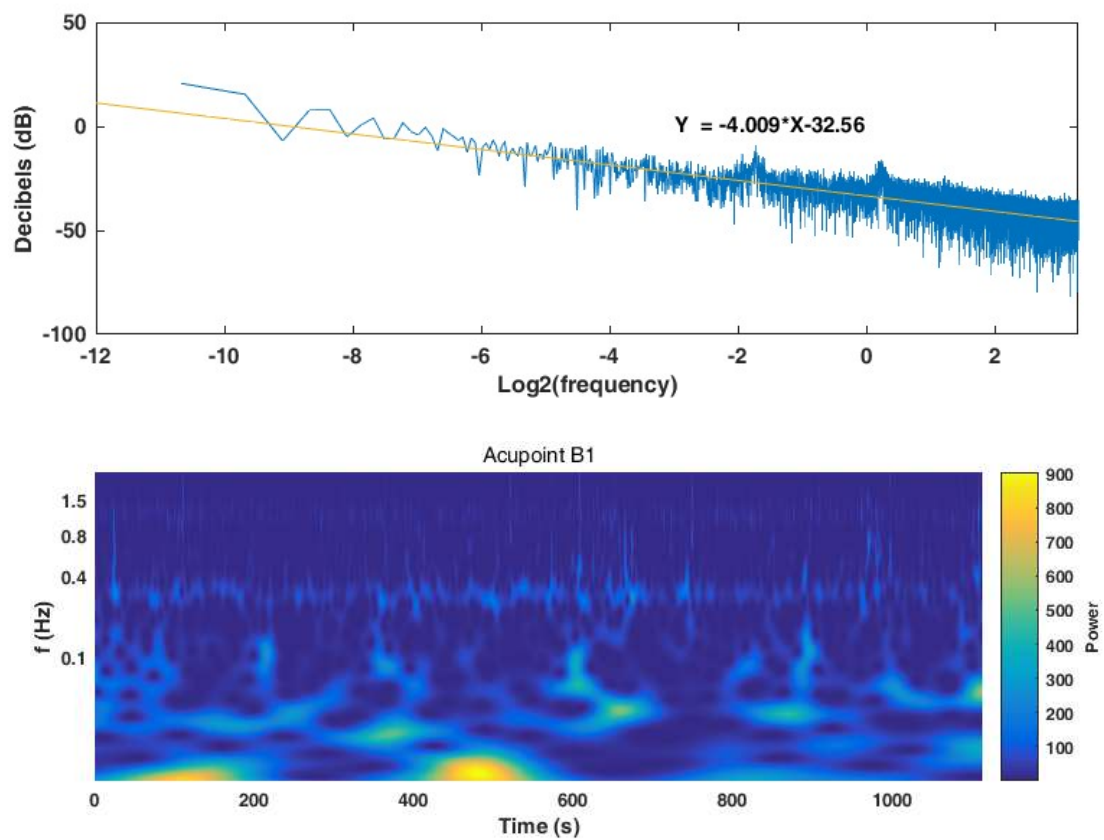 50
0
-50
-100
Decibels (dB)
Y = -4.009*X-32.56
-12 -10 -8 -6 -4 -2 0 2
Log2(frequency)
Acupoint B1
1.5
0.8
0.4
0.1
f (Hz)
0 200 400 600 800 1000
Time (s)
900
800
700
600
500
400
300
200
100
Power